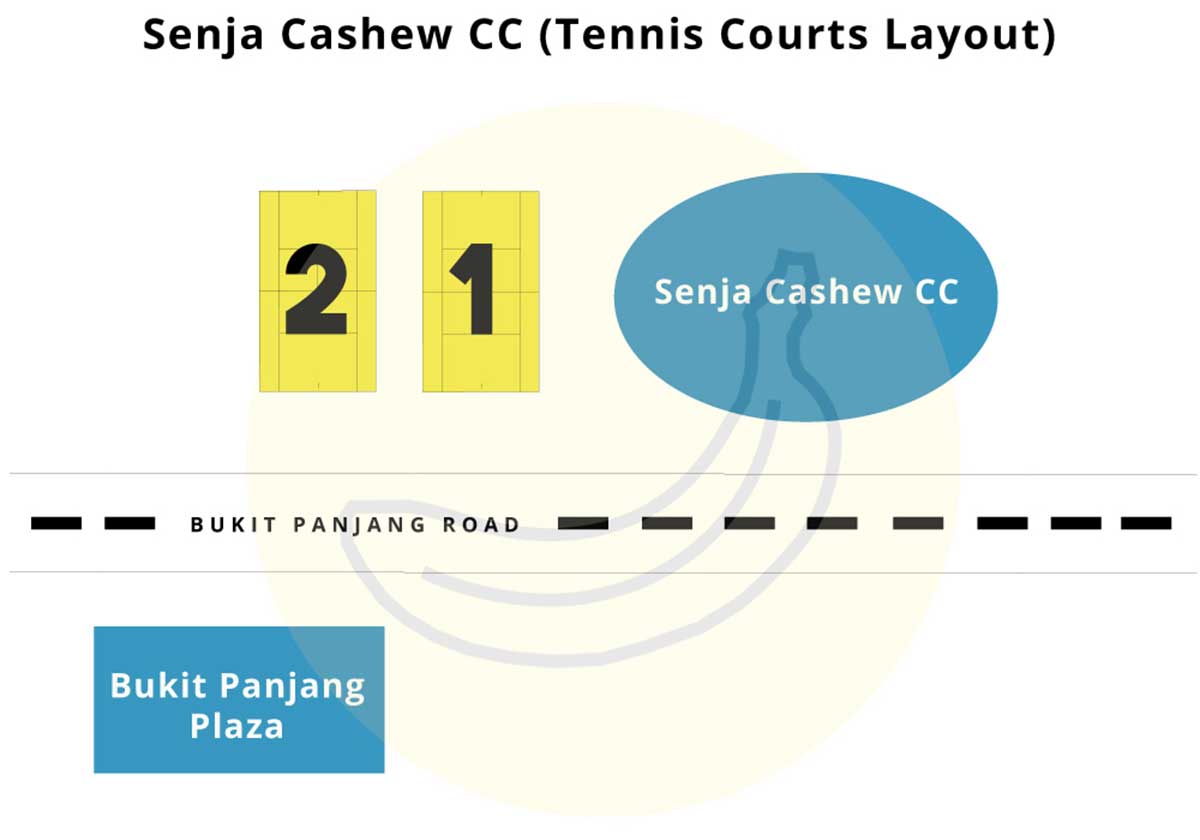 Senja Cashew CC (Tennis Courts Layout)
2 1
Senja Cashew CC
BUKIT PANJANG ROAD
Bukit Panjang
Plaza